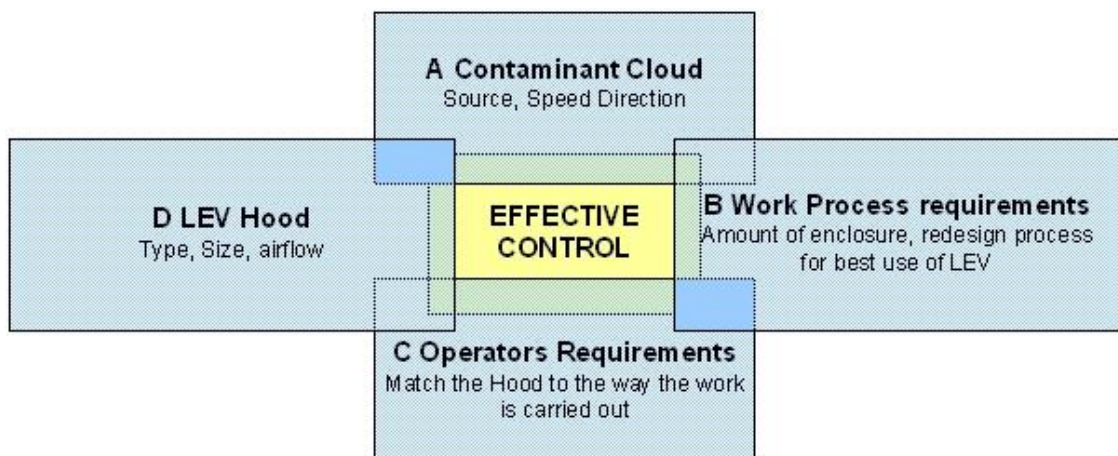 A Contaminant Cloud
Source, Speed Direction
D LEV Hood
Type, Size, airflow
EFFECTIVE
CONTROL
B Work Process requirements
Amount of enclosure, redesign process
for best use of LEV
C Operators Requirements
Match the Hood to the way the work
is carried out